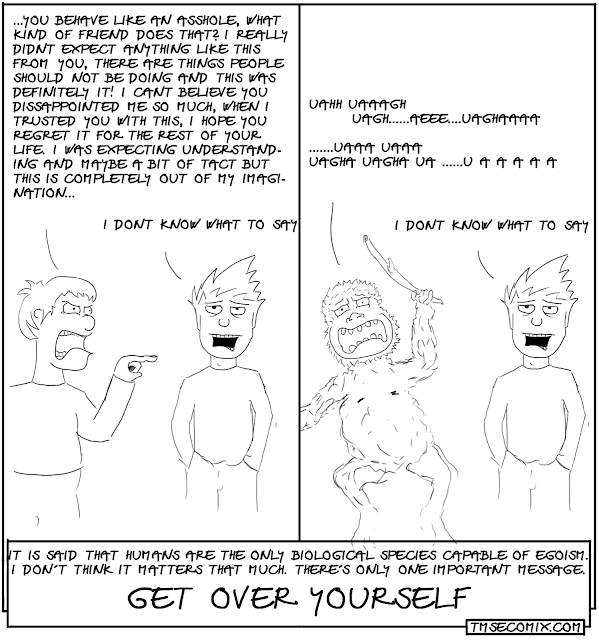 ...YOU BEHAVE LIKE AN ASSHOLE, WHAT
KIND OF FRIEND DOES THAT? I REALLY
DIDNT EXPECT ANYTHING LIKE THIS
FROM YOU, THERE ARE THINGS PEOPLE
SHOULD NOT BE DOING AND THIS WAS
DEFINITELY IT! I CANT BELIEVE YOU
DISSAPPOINTED ME SO MUCH, WHEN I
TRUSTED YOU WITH THIS, I HOPE YOU
REGRET IT FOR THE REST OF YOUR
LIFE. I WAS EXPECTING UNDERSTAND-
ING AND MAYBE A BIT OF TACT BUT
THIS IS COMPLETELY OUT OF MY IMAGI-
NATION...
I DONT KNOW WHAT TO SAY
UAHH UAAAGH
UAGH......AEEE....UAGHAAAA
.......UAAA UAAA
UAGHA UAGHA UA ......U A A A A A
I DONT KNOW WHAT TO SAY
IT IS SAID THAT HUMANS ARE THE ONLY BIOLOGICAL SPECIES CAPABLE OF EGOISM.
I DON'T THINK IT MATTERS THAT MUCH. THERE'S ONLY ONE IMPORTANT MESSAGE.
GET OVER YOURSELF
TMSECOMIX.COM